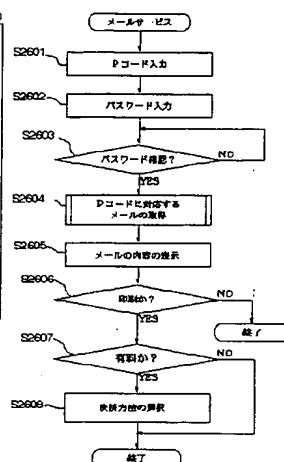 メールサービス
S2601
Pコード入力
S2602
パスワード入力
S2603
パスワード確認?
NO
YES
S2604
Pコードに対応する
メールの取得
S2605
メールの内容の表示
S2606
印刷か?
NO
YES
終了
S2607
有料か?
NO
YES
S2608
決済方法の選択
終了